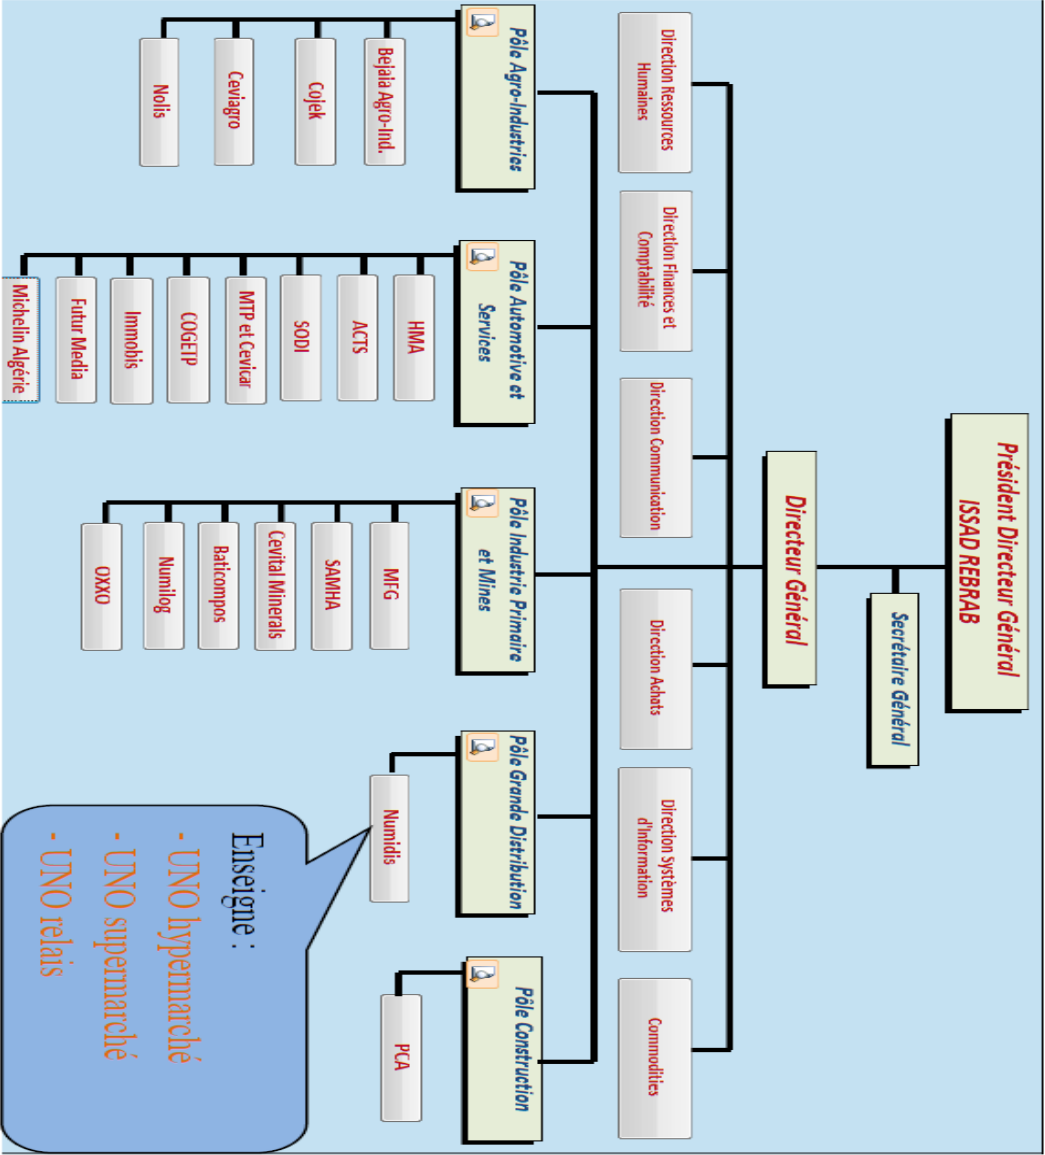 Président Directeur Général
ISSAD REBRAB
Secrétaire Général
Directeur Général
Direction Ressources
Humaines
Direction Finances et
Comptabilité
Direction Communication
Direction Achats
Direction Systèmes
d'Information
Commodities
Pôle Agro-Industries
Bejaia Agro-Ind.
Cojek
Ceviagro
Nolis
Pôle Automotive et
Services
HMA
ACTS
SODI
MTP et Cevicar
COGETP
Immobis
Futur Media
Michelin Algérie
Pôle Industrie Primaire
et Mines
MFG
SAMHA
Cevital Minerals
Baticompos
Numilog
OXXO
Pôle Grande Distribution
Numidis
Pôle Construction
PCA
Enseigne :
- UNO hypermarché
- UNO supermarché
- UNO relais